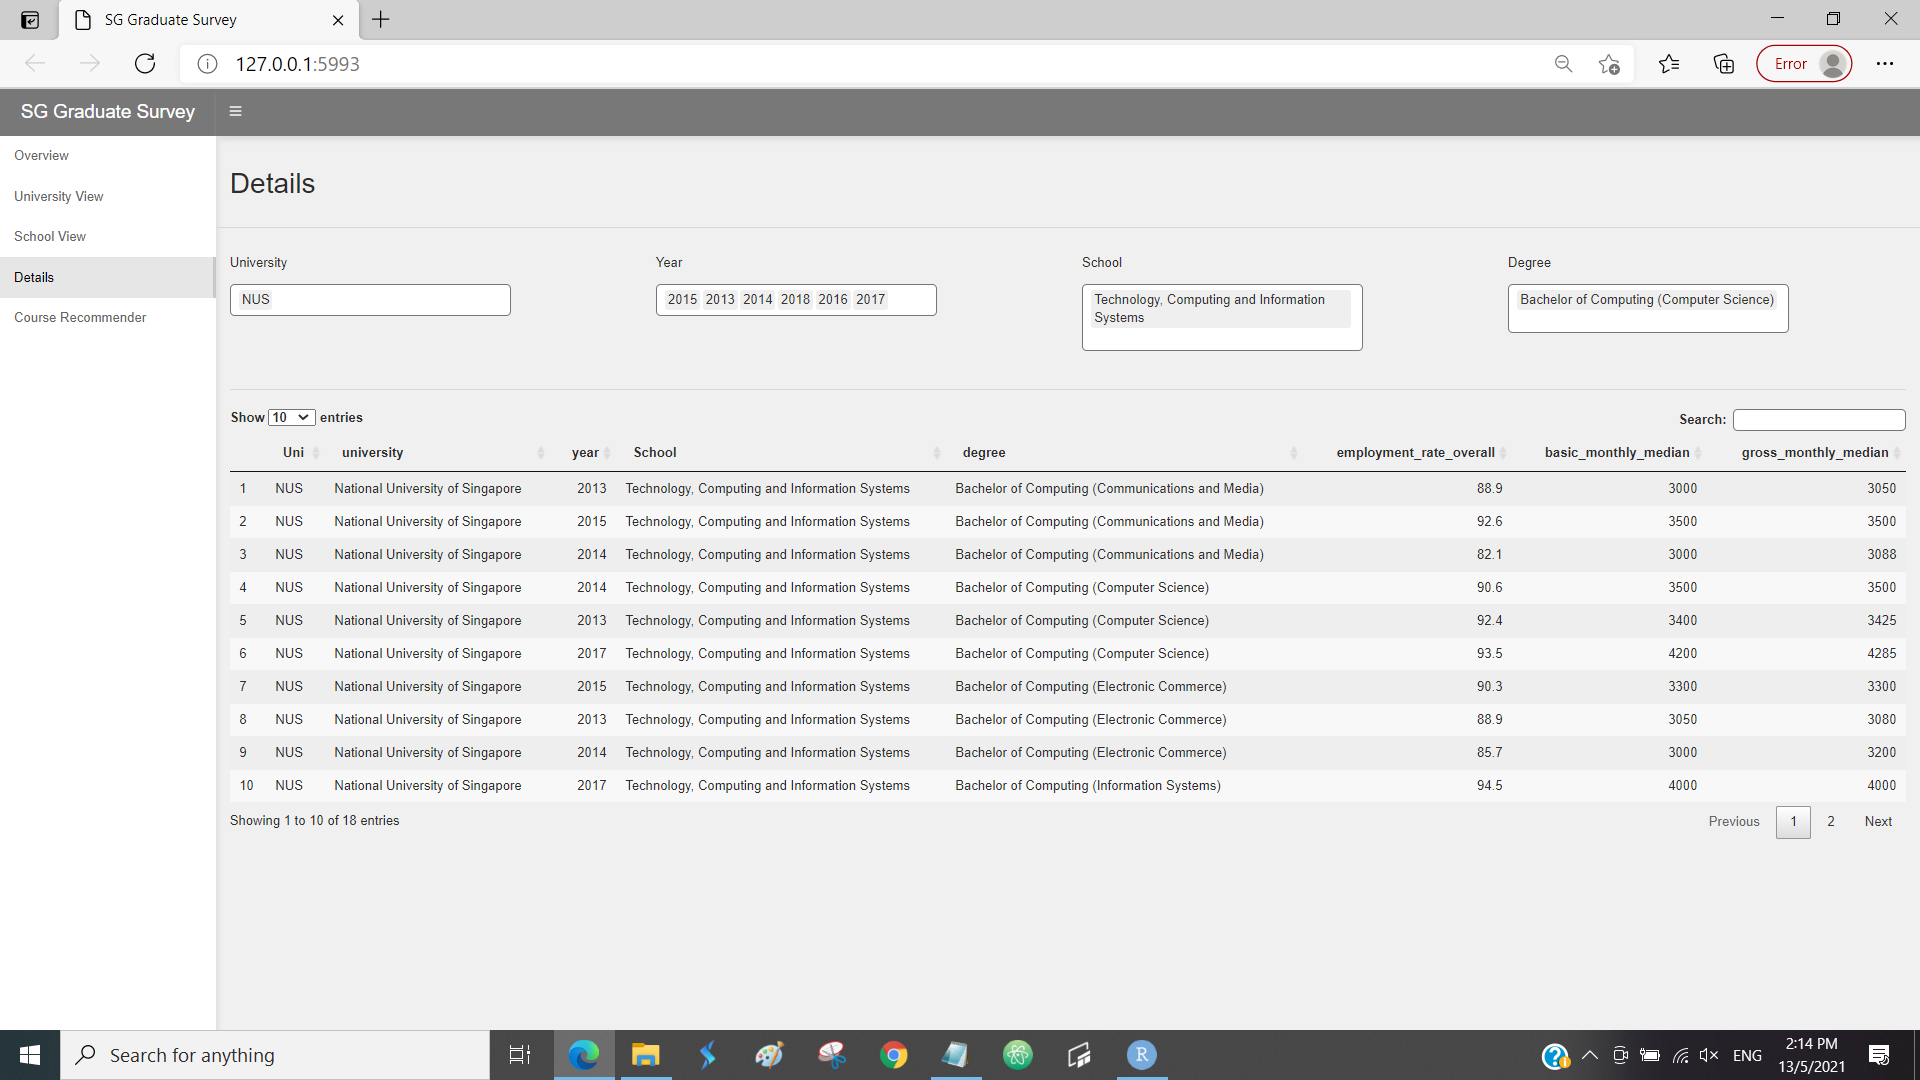 SG Graduate Survey
127.0.0.1:5993
Error
SG Graduate Survey
Overview
University View
School View
Details
Course Recommender
Details
University Year School Degree
NUS
2015 2013 2014 2018 2016 2017
Technology, Computing and Information
Systems
Bachelor of Computing (Computer Science)
Show 10 entries
Search:
Uni university year School degree employment_rate_overall basic_monthly_median gross_monthly_median
1 NUS National University of Singapore 2013 Technology, Computing and Information Systems Bachelor of Computing (Communications and Media) 88.9 3000 3050
2 NUS National University of Singapore 2015 Technology, Computing and Information Systems Bachelor of Computing (Communications and Media) 92.6 3500 3500
3 NUS National University of Singapore 2014 Technology, Computing and Information Systems Bachelor of Computing (Communications and Media) 82.1 3000 3088
4 NUS National University of Singapore 2014 Technology, Computing and Information Systems Bachelor of Computing (Computer Science) 90.6 3500 3500
5 NUS National University of Singapore 2013 Technology, Computing and Information Systems Bachelor of Computing (Computer Science) 92.4 3400 3425
6 NUS National University of Singapore 2017 Technology, Computing and Information Systems Bachelor of Computing (Computer Science) 93.5 4200 4285
7 NUS National University of Singapore 2015 Technology, Computing and Information Systems Bachelor of Computing (Electronic Commerce) 90.3 3300 3300
8 NUS National University of Singapore 2013 Technology, Computing and Information Systems Bachelor of Computing (Electronic Commerce) 88.9 3050 3080
9 NUS National University of Singapore 2014 Technology, Computing and Information Systems Bachelor of Computing (Electronic Commerce) 85.7 3000 3200
10 NUS National University of Singapore 2017 Technology, Computing and Information Systems Bachelor of Computing (Information Systems) 94.5 4000 4000
Showing 1 to 10 of 18 entries
Previous 1 2 Next
Search for anything
R
ENG
2:14 PM
13/5/2021